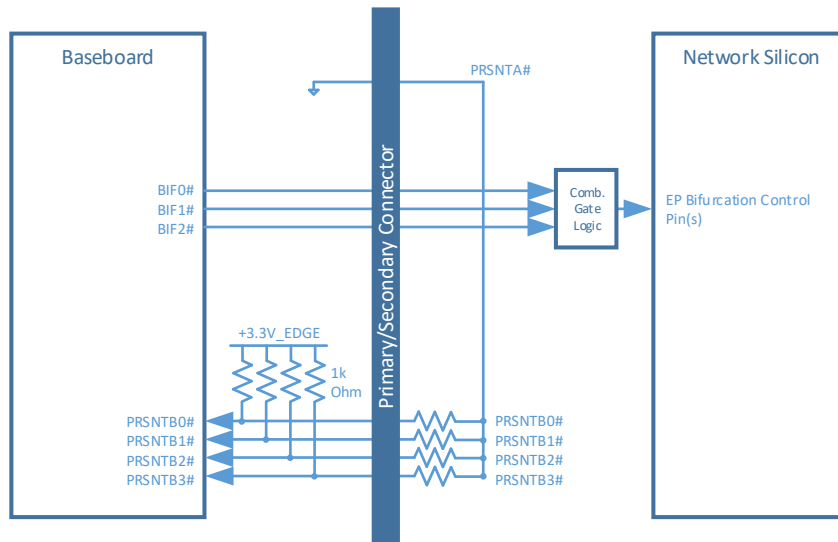 Baseboard
Network Silicon
PRSNTA#
Primary/Secondary Connector
BIF0#
BIF1#
BIF2#
Comb.
Gate
Logic
EP Bifurcation Control
Pin(s)
+3.3V_EDGE
1k
Ohm
PRSNTB0#
PRSNTB1#
PRSNTB2#
PRSNTB3#
PRSNTB0#
PRSNTB1#
PRSNTB2#
PRSNTB3#